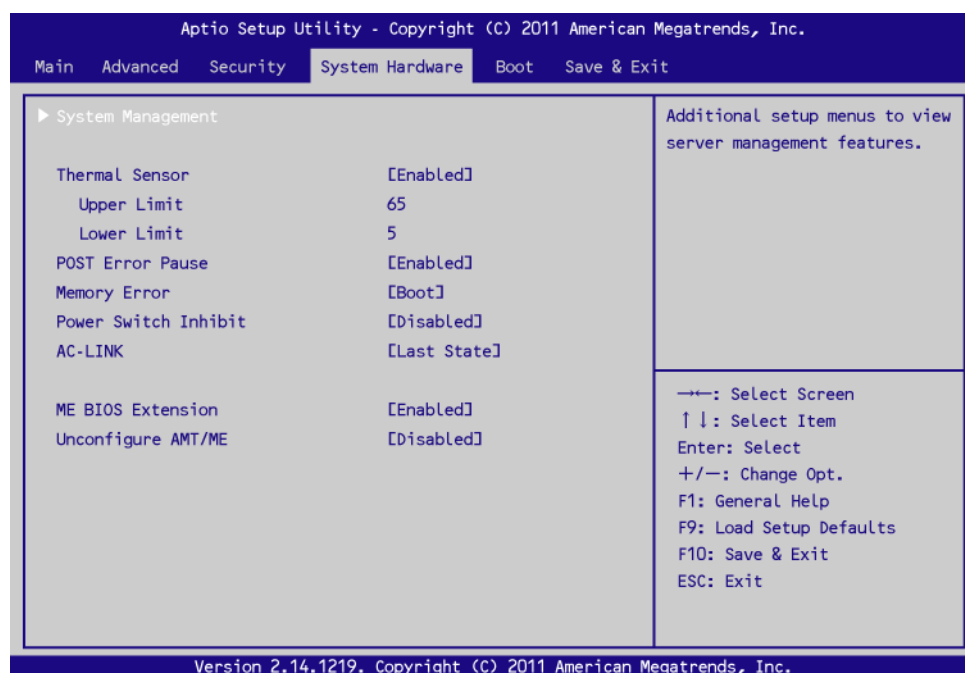 Aptio Setup Utility - Copyright (C) 2011 American Megatrends, Inc.
Main Advanced Security System Hardware Boot Save & Exit
▶ System Management
Thermal Sensor [Enabled]
Upper Limit 65
Lower Limit 5
POST Error Pause [Enabled]
Memory Error [Boot]
Power Switch Inhibit [Disabled]
AC-LINK [Last State]
ME BIOS Extension [Enabled]
Unconfigure AMT/ME [Disabled]
Additional setup menus to view
server management features.
→←: Select Screen
↑↓: Select Item
Enter: Select
+/−: Change Opt.
F1: General Help
F9: Load Setup Defaults
F10: Save & Exit
ESC: Exit
Version 2.14.1219. Copyright (C) 2011 American Megatrends, Inc.